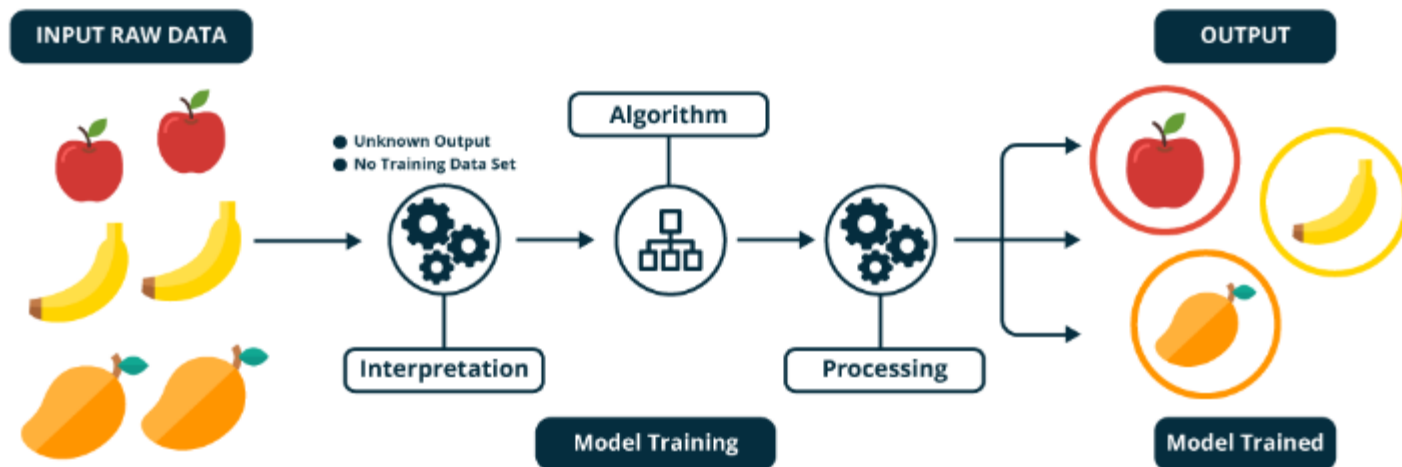 INPUT RAW DATA
OUTPUT
Algorithm
Unknown Output
No Training Data Set
Interpretation
Processing
Model Training
Model Trained